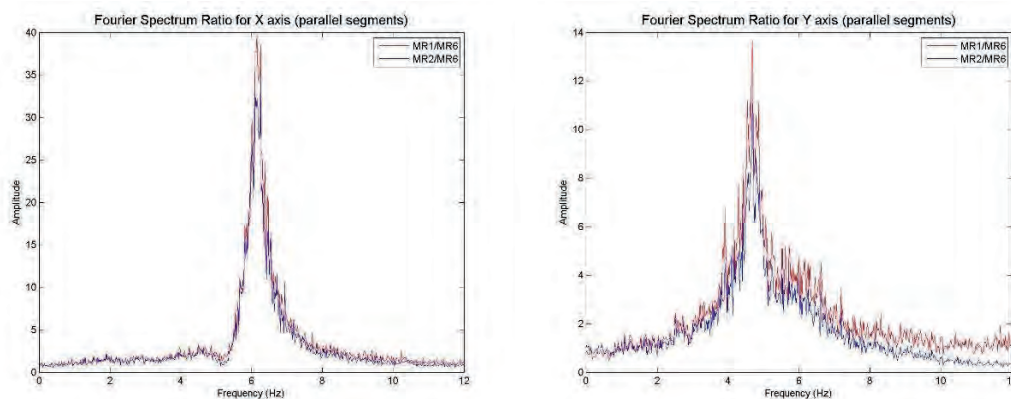 Fourier Spectrum Ratio for X axis (parallel segments)
40
35
30
25
20
15
10
5
0
0 2 4 6 8 10 12
Amplitude
Frequency (Hz)
MR1/MR6
MR2/MR6
Fourier Spectrum Ratio for Y axis (parallel segments)
14
12
10
8
6
4
2
0
0 2 4 6 8 10 12
Amplitude
Frequency (Hz)
MR1/MR6
MR2/MR6